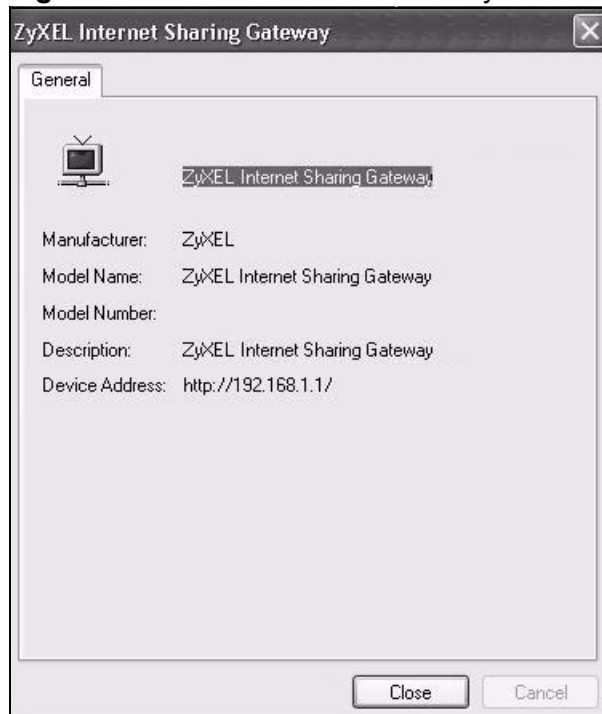 ZyXEL Internet Sharing Gateway
General
ZyXEL Internet Sharing Gateway
Manufacturer: ZyXEL
Model Name: ZyXEL Internet Sharing Gateway
Model Number:
Description: ZyXEL Internet Sharing Gateway
Device Address: http://192.168.1.1/
Close Cancel